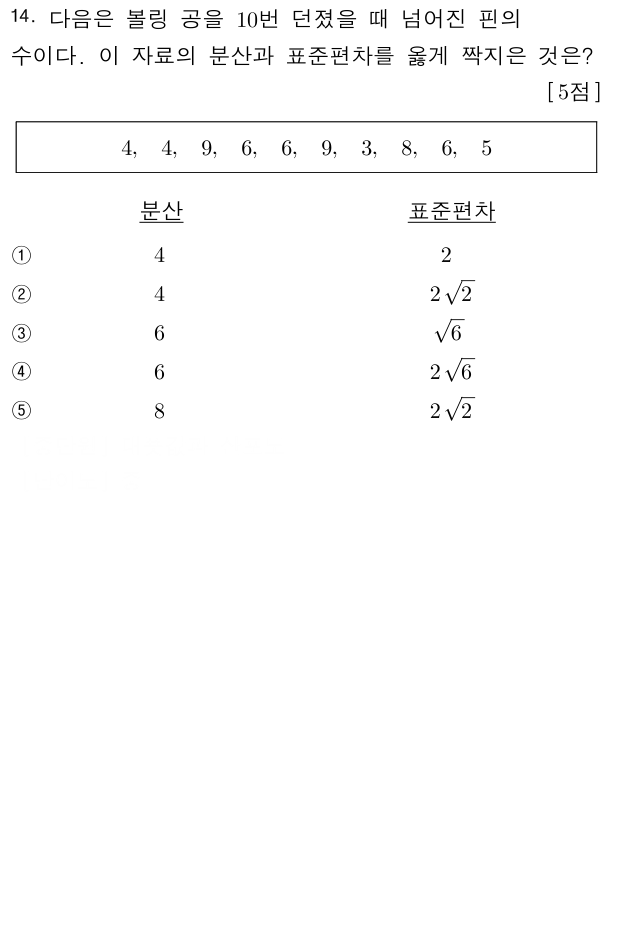 14. 다음은 볼링 공을 10번 던졌을 때 넘어진 핀의
수이다. 이 자료의 분산과 표준편차를 옳게 짝지은 것은?
[5점]
4, 4, 9, 6, 6, 9, 3, 8, 6, 5
분산 표준편차
① 4 2
② 4 2√2
③ 6 √6
④ 6 2√6
⑤ 8 2√2